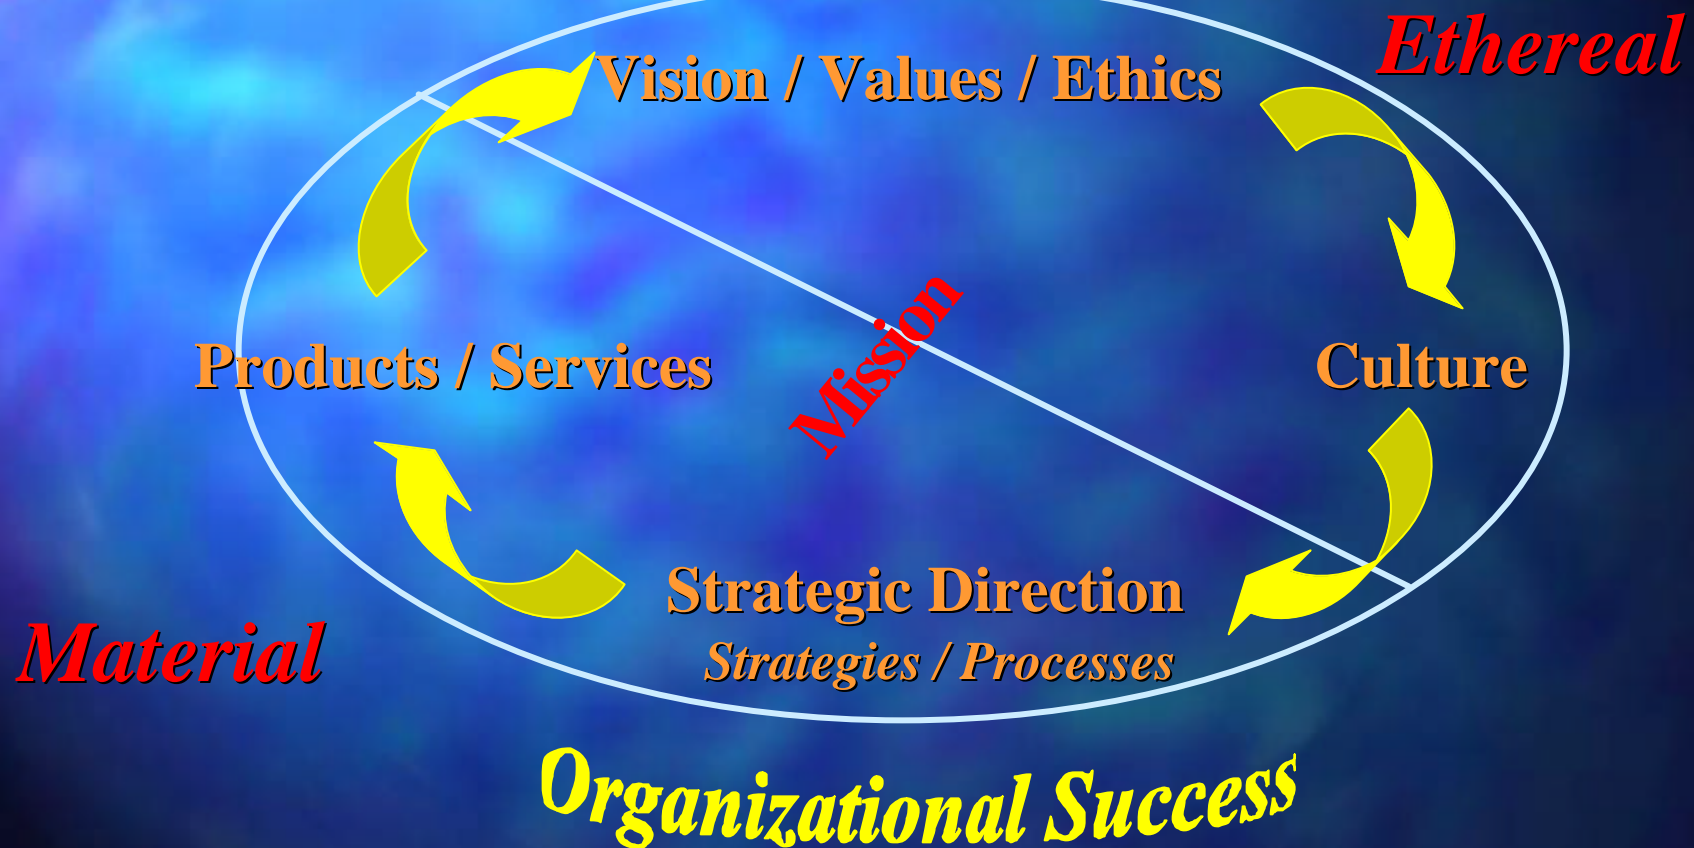 Ethereal
Vision / Values / Ethics
Mission
Products / Services
Culture
Strategic Direction
Strategies / Processes
Material
Organizational Success